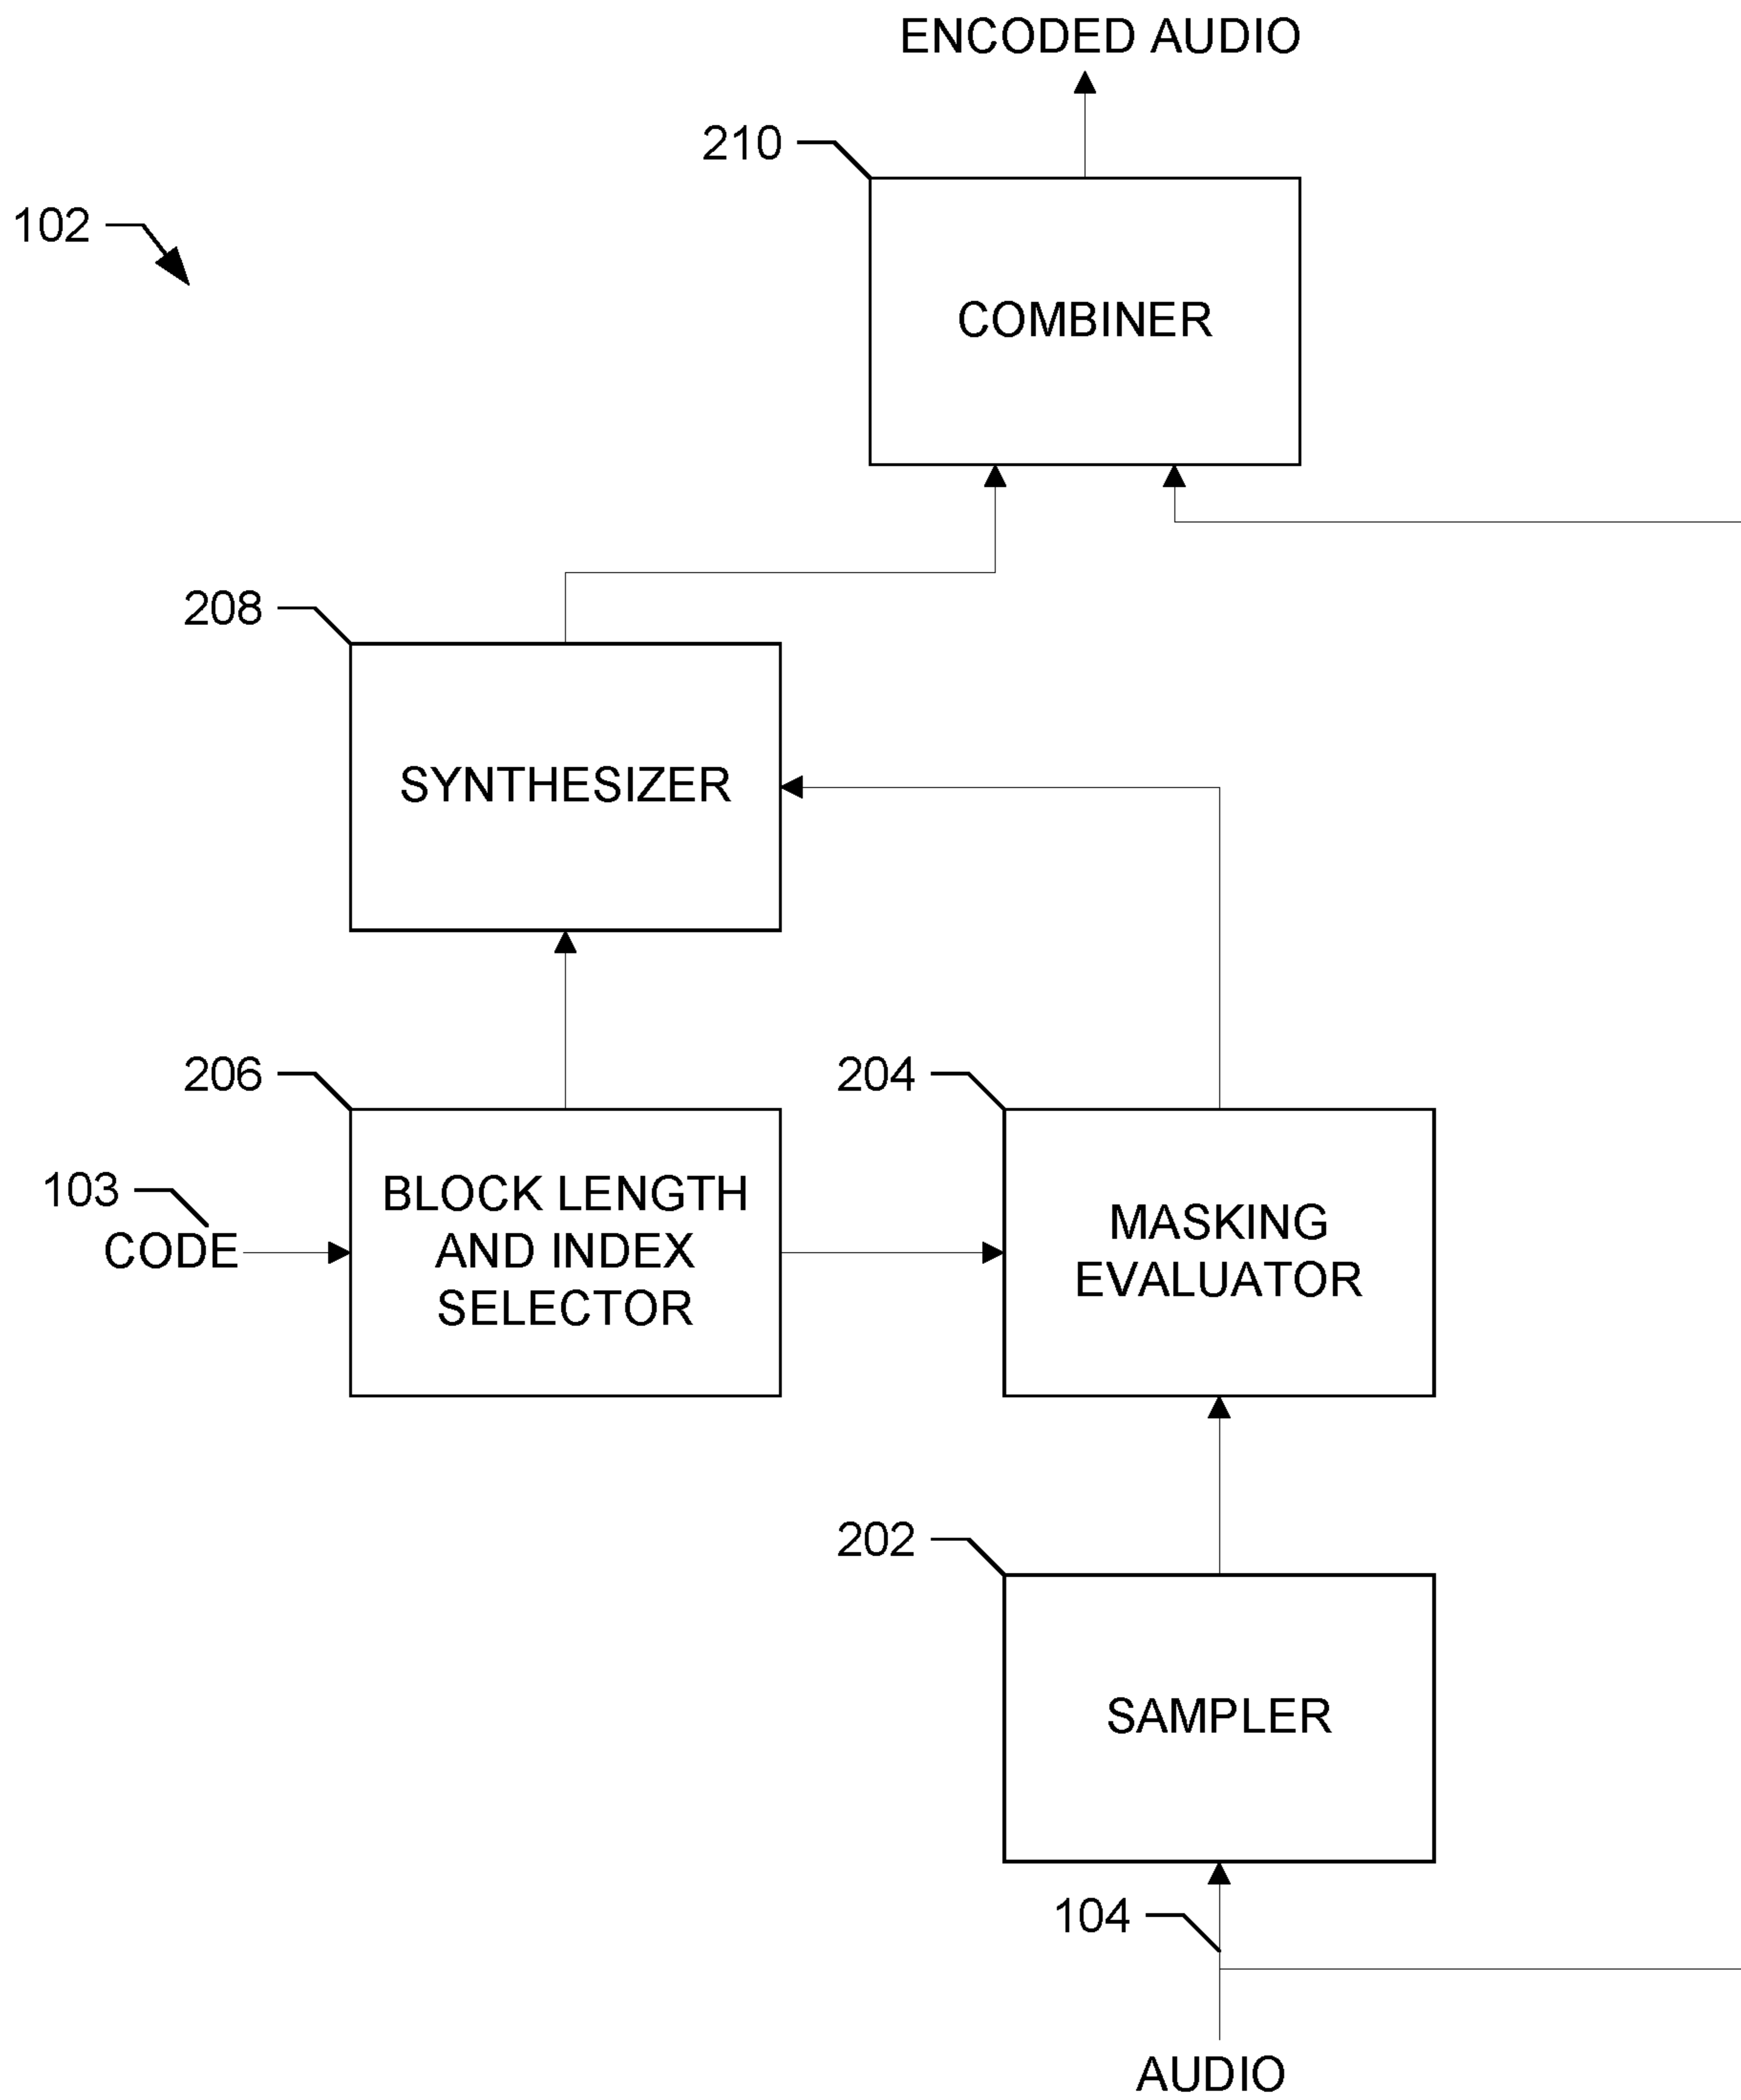 ENCODED AUDIO
210
102
COMBINER
208
SYNTHESIZER
206
204
103
CODE
BLOCK LENGTH
AND INDEX
SELECTOR
MASKING
EVALUATOR
202
SAMPLER
104
AUDIO